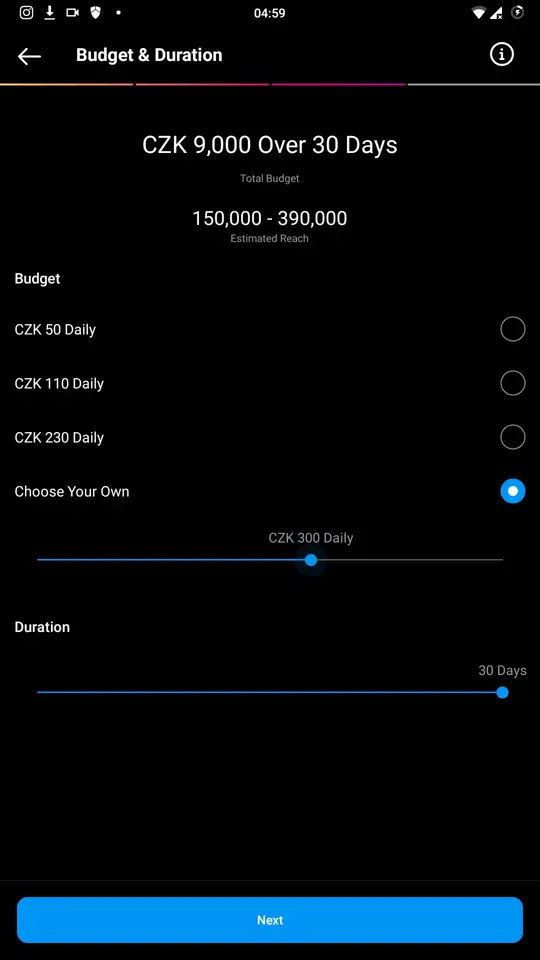 04:59
Budget & Duration
CZK 9,000 Over 30 Days
Total Budget
150,000 - 390,000
Estimated Reach
Budget
CZK 50 Daily
CZK 110 Daily
CZK 230 Daily
Choose Your Own
CZK 300 Daily
Duration
30 Days
Next